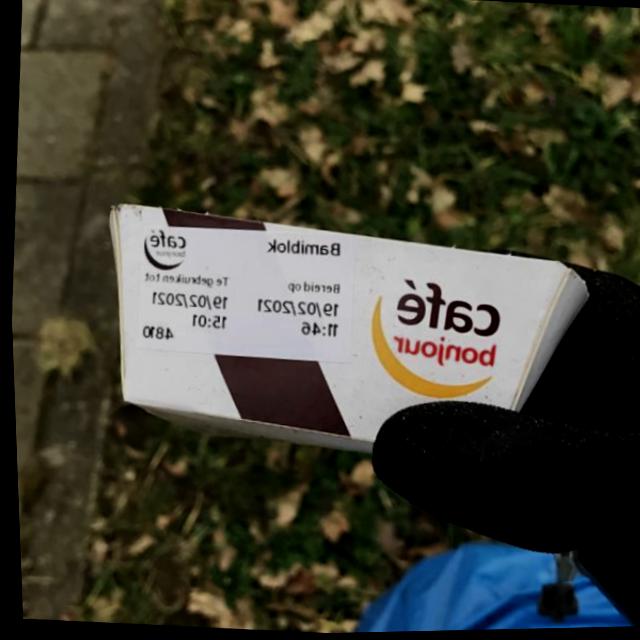 Bamiblok
café
bonjour
Bereid op
19/02/2021
11:46
Te gebruiken tot
19/02/2021
15:01
4810
café
bonjour